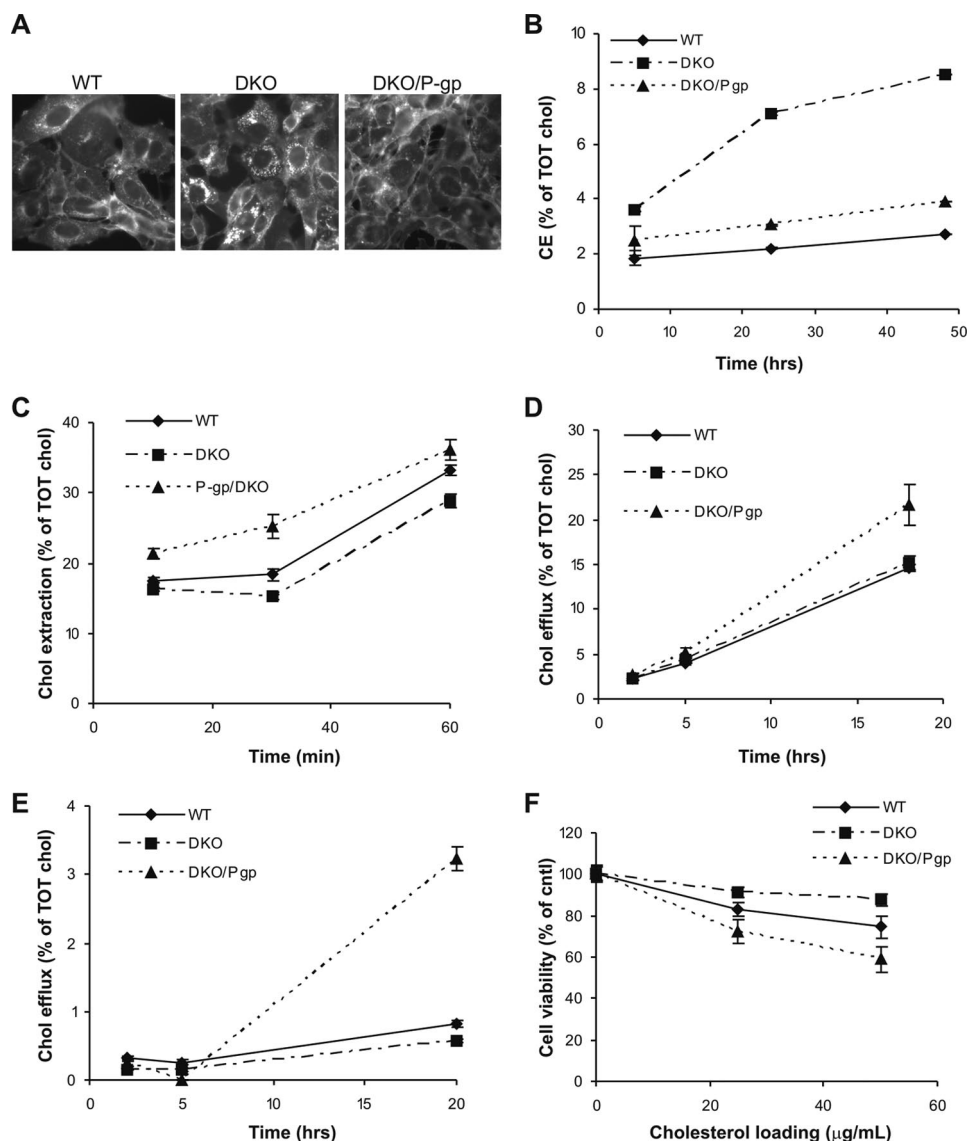 A
WT
DKO
DKO/P-gp
B
WT
DKO
DKO/Pgp
10
8
6
4
2
0
CE (% of TOT chol)
0 10 20 30 40 50
Time (hrs)
C
WT
DKO
P-gp/DKO
40
30
20
10
0
Chol extraction (% of TOT chol)
0 20 40 60
Time (min)
D
WT
DKO
DKO/Pgp
30
25
20
15
10
5
0
Chol efflux (% of TOT chol)
0 5 10 15 20
Time (hrs)
E
WT
DKO
DKO/Pgp
4
3
2
1
0
Chol efflux (% of TOT chol)
0 5 10 15 20
Time (hrs)
F
WT
DKO
DKO/Pgp
120
100
80
60
40
20
0
Cell viability (% of cntl)
0 20 40 60
Cholesterol loading (μg/mL)